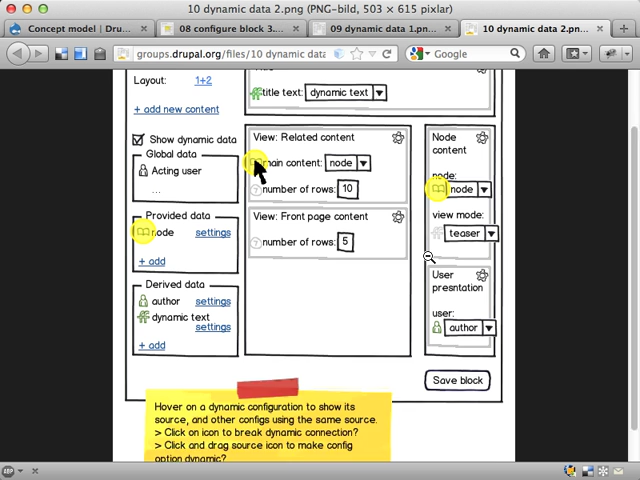 10 dynamic data 2.png (PNG-bild, 503 × 615 pixlar)
Concept model | Dru...
08 configure block 3....
09 dynamic data 1.pn...
10 dynamic data 2.pn...
groups.drupal.org/files/10 dynamic data
Google
Layout: 1+2
title text: dynamic text
+ add new content
Show dynamic data
Global data
Acting user
...
Provided data
node settings
+ add
Derived data
author settings
dynamic text
settings
+ add
View: Related content
main content: node
? number of rows: 10
View: Front page content
? number of rows: 5
Node
content
node:
node
view mode:
teaser
User
presntation
user:
author
Save block
Hover on a dynamic configuration to show its
source, and other configs using the same source.
> Click on icon to break dynamic connection?
> Click and drag source icon to make config
option dynamic?
ABP